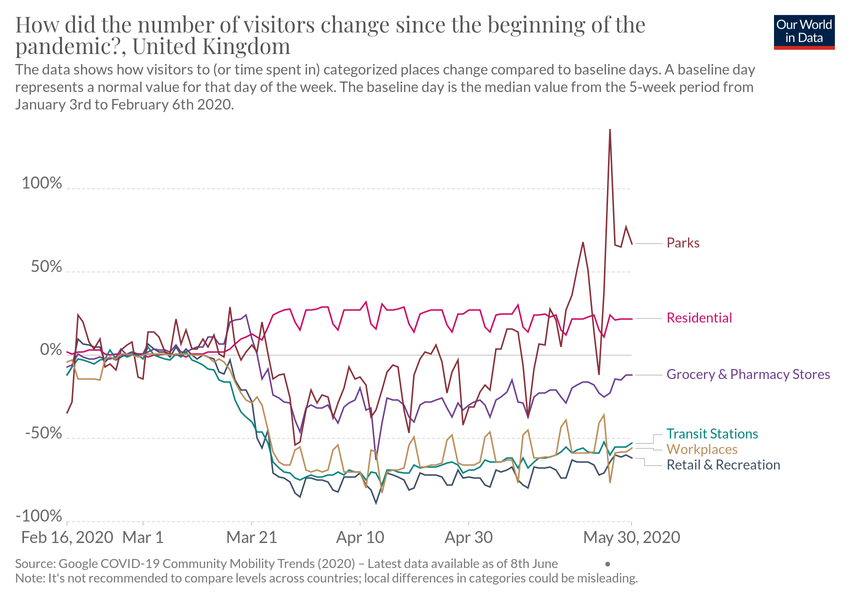 How did the number of visitors change since the beginning of the
pandemic?, United Kingdom
Our World
in Data
The data shows how visitors to (or time spent in) categorized places change compared to baseline days. A baseline day
represents a normal value for that day of the week. The baseline day is the median value from the 5-week period from
January 3rd to February 6th 2020.
100%
50%
0%
-50%
-100%
Parks
Residential
Grocery & Pharmacy Stores
Transit Stations
Workplaces
Retail & Recreation
Feb 16, 2020
Mar 1
Mar 21
Apr 10
Apr 30
May 30, 2020
Source: Google COVID-19 Community Mobility Trends (2020) – Latest data available as of 8th June
Note: It's not recommended to compare levels across countries; local differences in categories could be misleading.